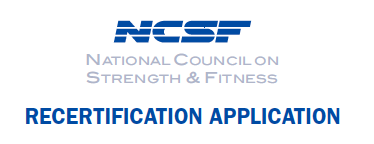 NCSF
NATIONAL COUNCIL ON
STRENGTH & FITNESS
RECERTIFICATION APPLICATION